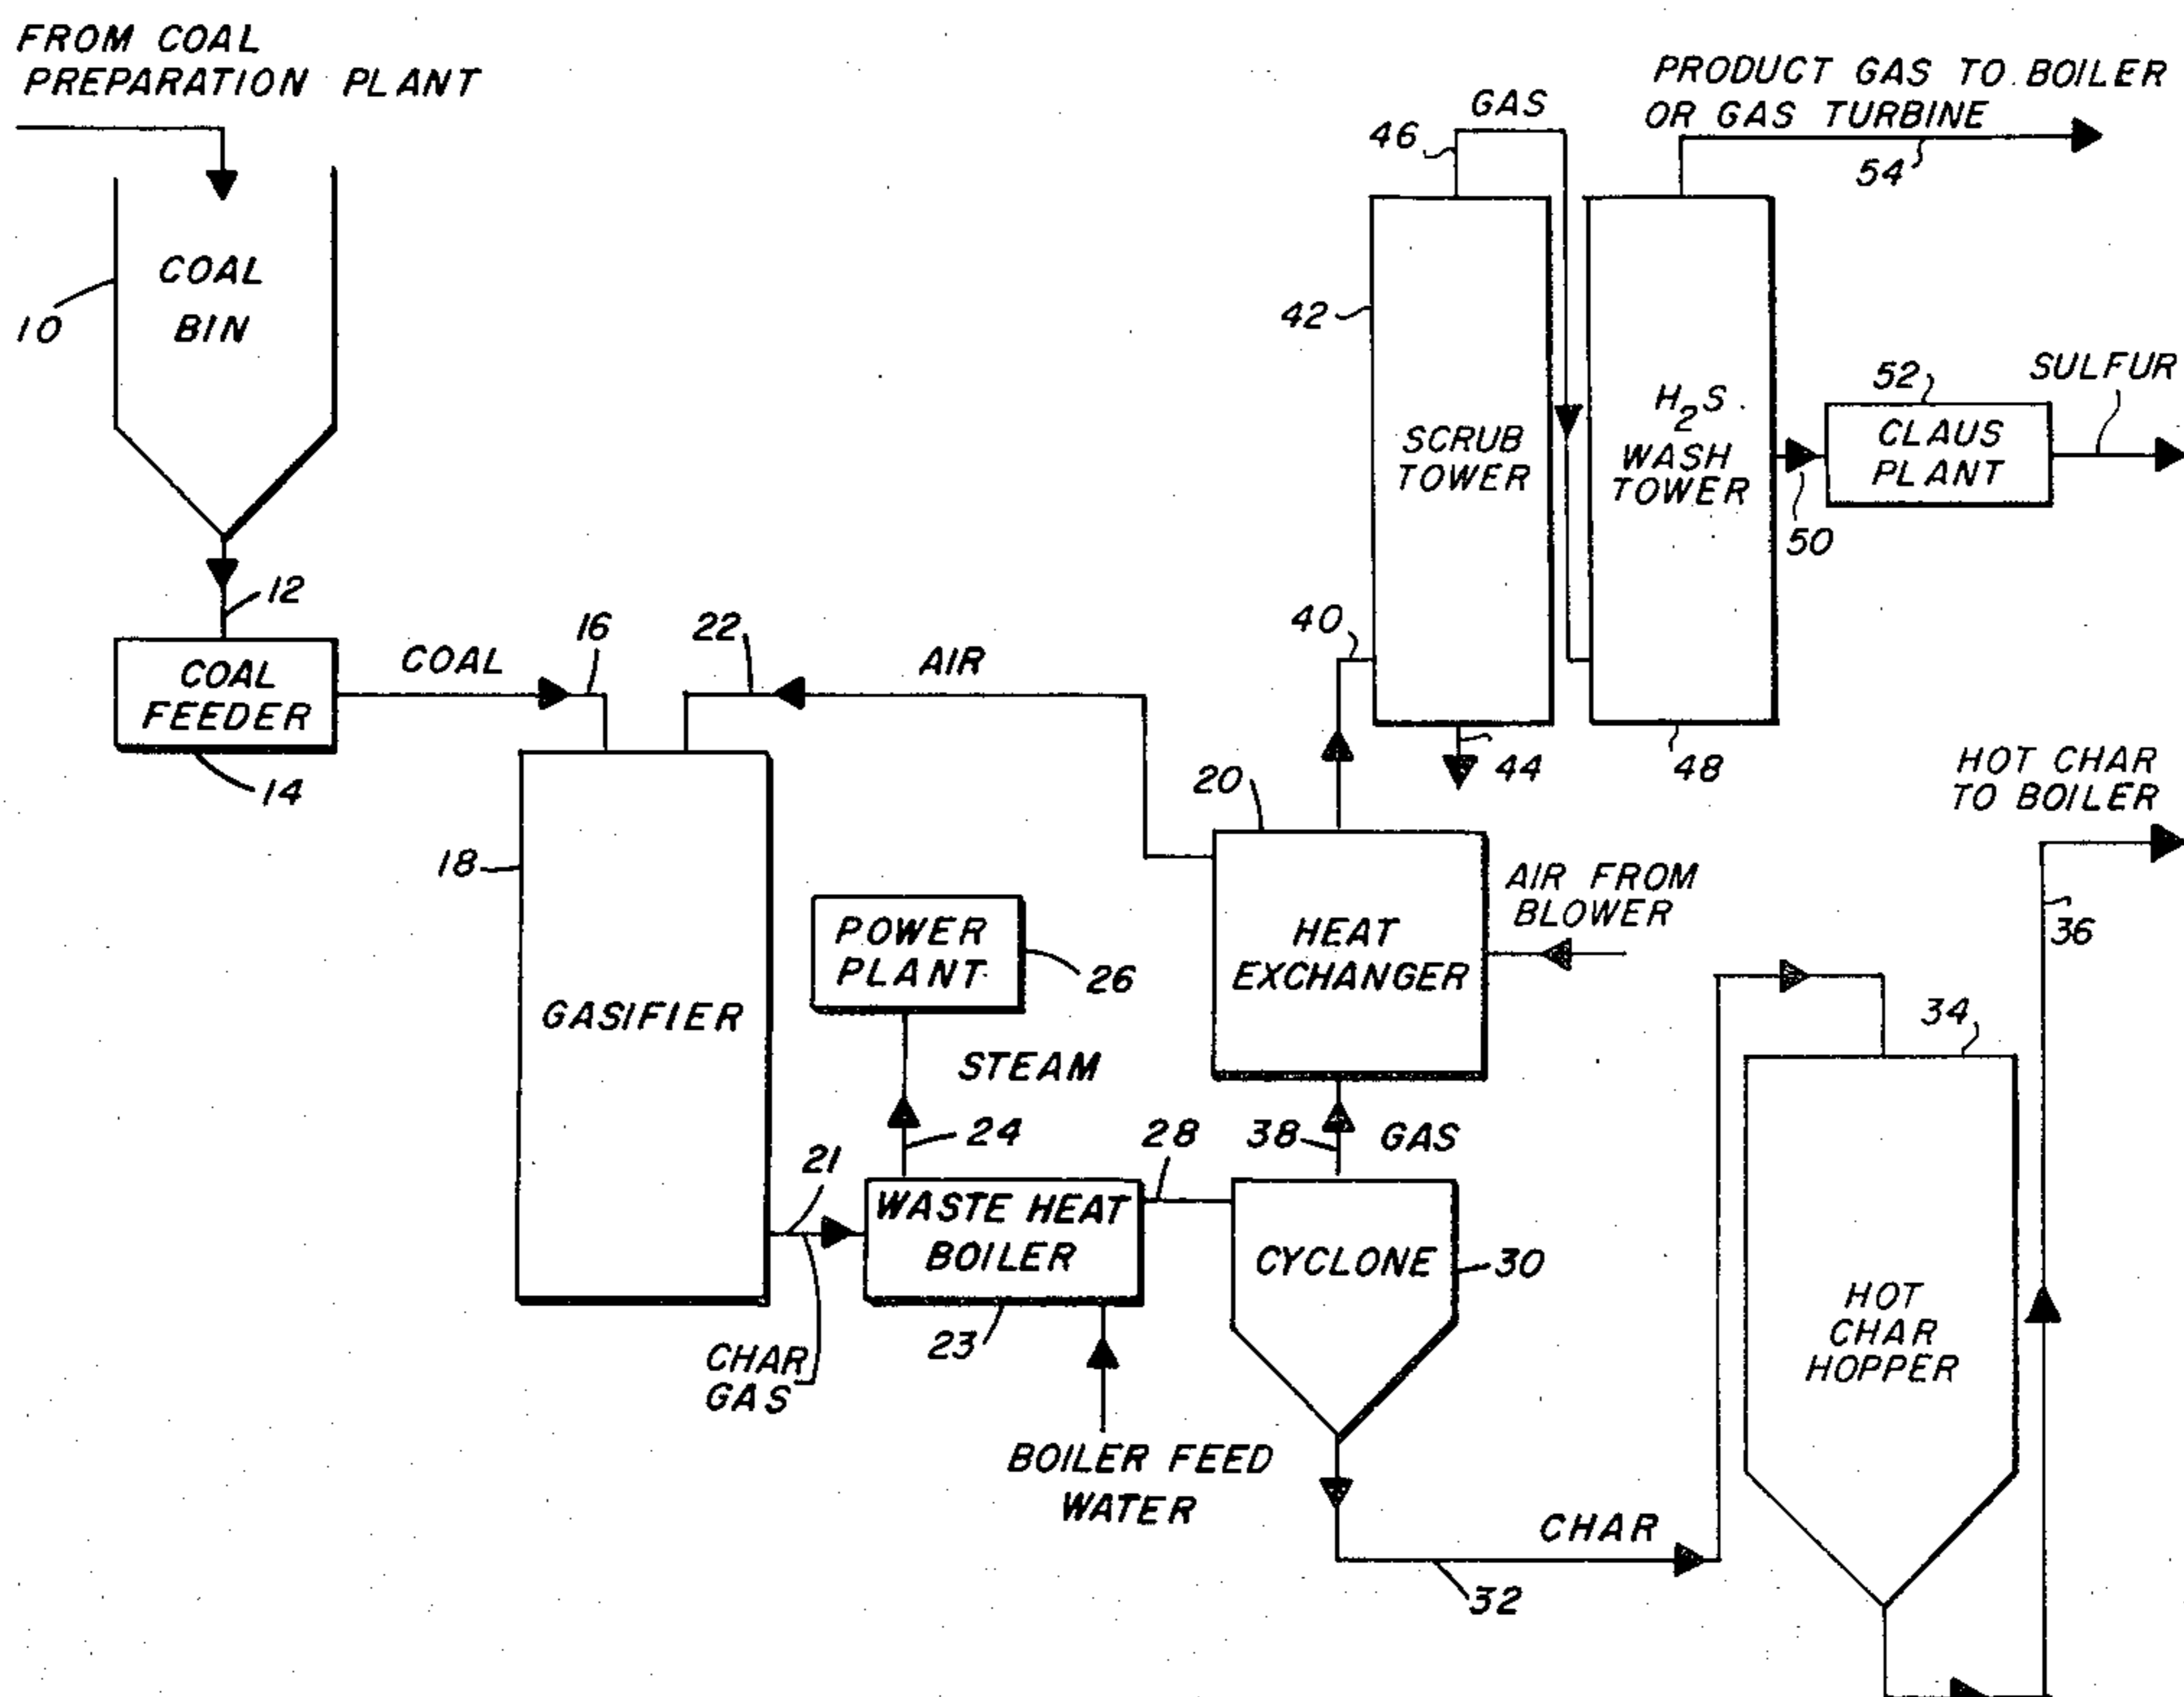 FROM COAL
PREPARATION PLANT
COAL
BIN
10
12
COAL
FEEDER
14
COAL
16
22
AIR
18
GASIFIER
POWER
PLANT
26
STEAM
24
21
CHAR
GAS
WASTE HEAT
BOILER
23
BOILER FEED
WATER
28
CYCLONE
30
38
GAS
20
HEAT
EXCHANGER
AIR FROM
BLOWER
40
42
SCRUB
TOWER
44
46
GAS
H2S
WASH
TOWER
48
50
52
CLAUS
PLANT
SULFUR
PRODUCT GAS TO BOILER
OR GAS TURBINE
54
CHAR
32
34
HOT
CHAR
HOPPER
36
HOT CHAR
TO BOILER